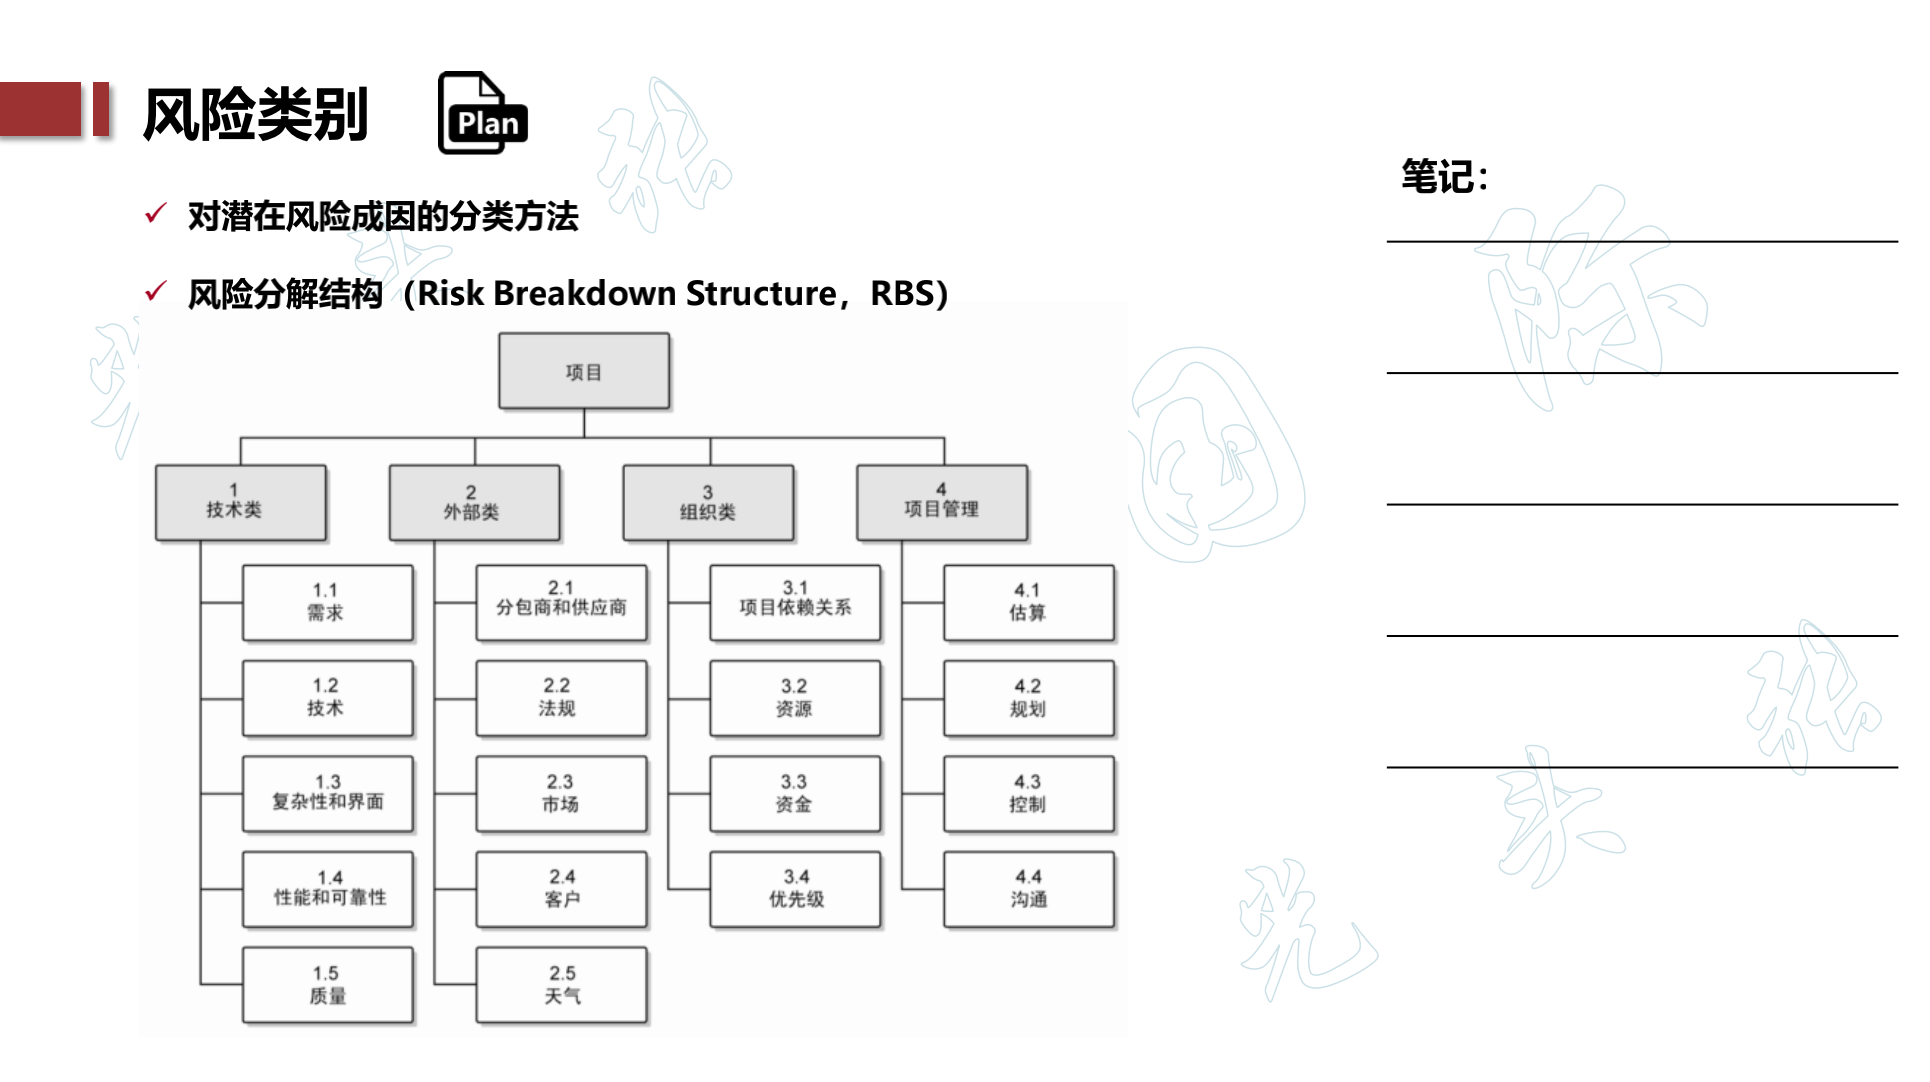 风险类别
Plan
对潜在风险成因的分类方法
风险分解结构（Risk Breakdown Structure，RBS）
笔记：
项目
1
技术类
2
外部类
3
组织类
4
项目管理
1.1
需求
2.1
分包商和供应商
3.1
项目依赖关系
4.1
估算
1.2
技术
2.2
法规
3.2
资源
4.2
规划
1.3
复杂性和界面
2.3
市场
3.3
资金
4.3
控制
1.4
性能和可靠性
2.4
客户
3.4
优先级
4.4
沟通
1.5
质量
2.5
天气